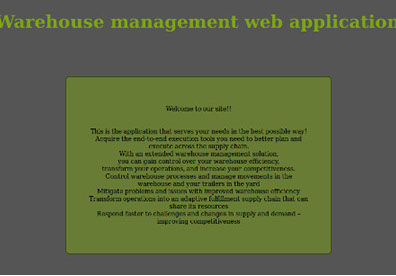 Warehouse management web application
Welcome to our site!!
This is the application that serves your needs in the best possible way!
Acquire the end-to-end execution tools you need to better plan and
execute across the supply chain.
With an extended warehouse management solution,
you can gain control over your warehouse efficiency,
transform your operations, and increase your competitiveness.
Control warehouse processes and manage movements in the
warehouse and your trailers in the yard
Mitigate problems and issues with improved warehouse efficiency
Transform operations into an adaptive fulfillment supply chain that can
share its resources
Respond faster to challenges and changes in supply and demand –
improving competitiveness